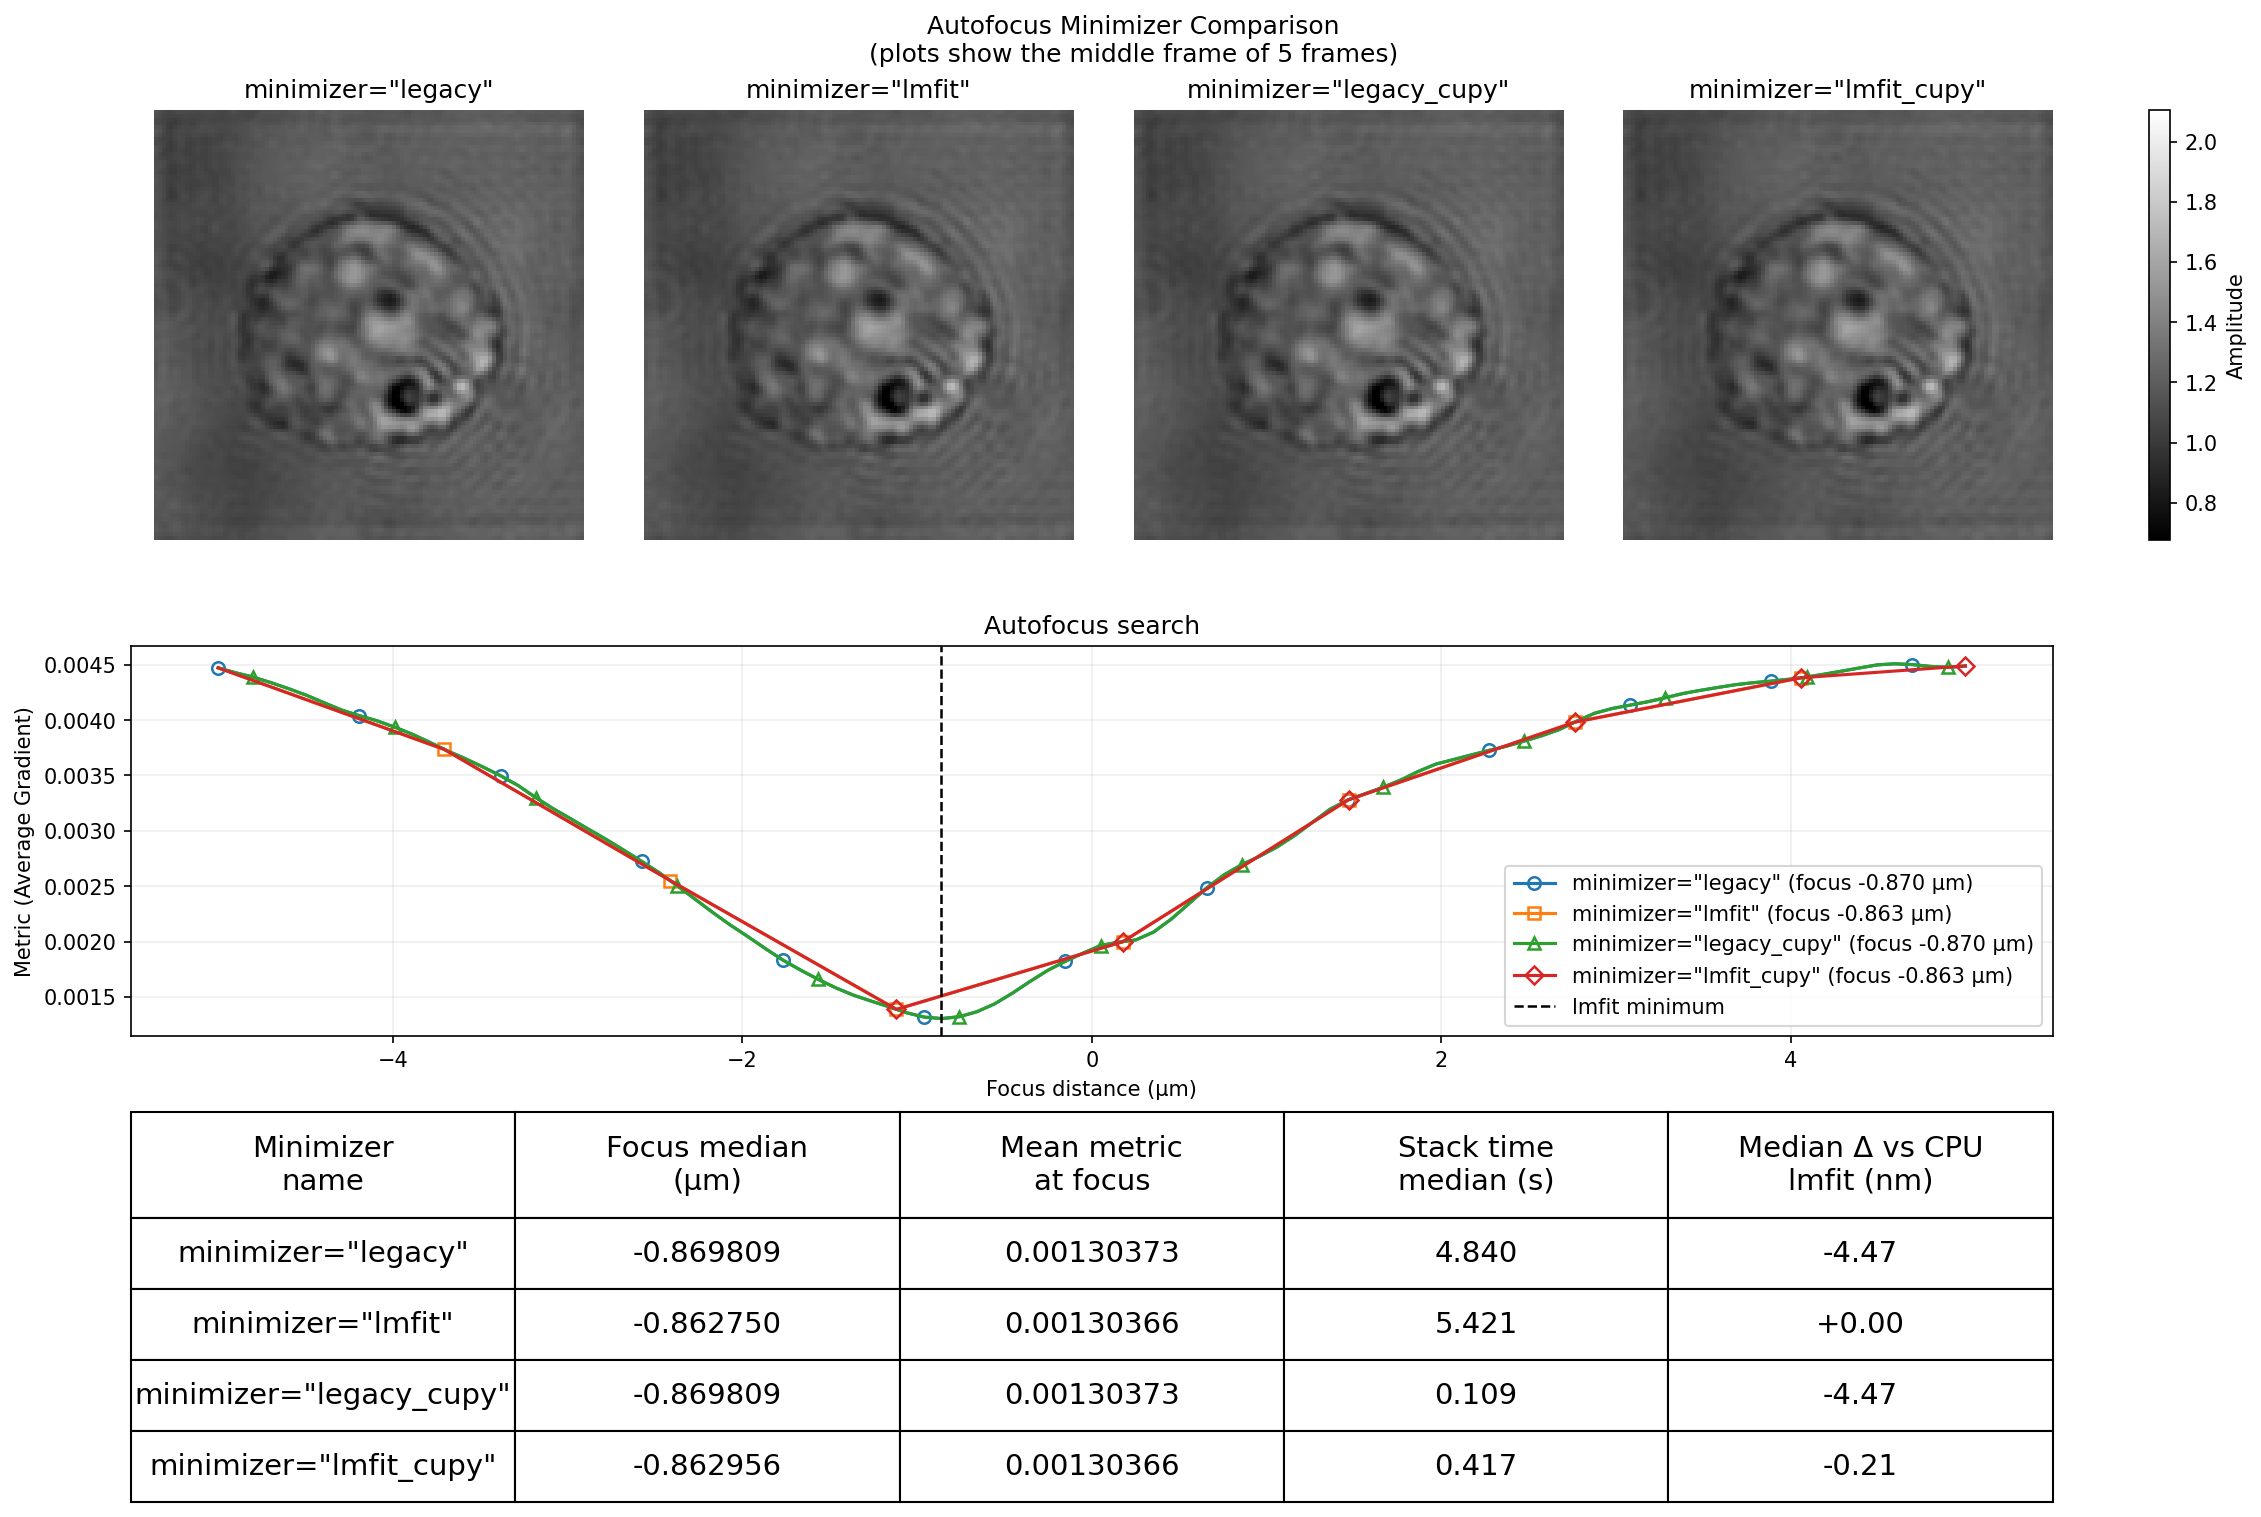 Autofocus Minimizer Comparison
(plots show the middle frame of 5 frames)
minimizer="legacy"
minimizer="lmfit"
minimizer="legacy_cupy"
minimizer="lmfit_cupy"
2.0
1.8
1.6
1.4
1.2
1.0
0.8
Amplitude
Autofocus search
Metric (Average Gradient)
0.0045
0.0040
0.0035
0.0030
0.0025
0.0020
0.0015
minimizer="legacy" (focus -0.870 µm)
minimizer="lmfit" (focus -0.863 µm)
minimizer="legacy_cupy" (focus -0.870 µm)
minimizer="lmfit_cupy" (focus -0.863 µm)
lmfit minimum
−4
−2
0
2
4
Focus distance (µm)
Minimizer
name
Focus median
(µm)
Mean metric
at focus
Stack time
median (s)
Median Δ vs CPU
lmfit (nm)
minimizer="legacy" -0.869809 0.00130373 4.840 -4.47
minimizer="lmfit" -0.862750 0.00130366 5.421 +0.00
minimizer="legacy_cupy" -0.869809 0.00130373 0.109 -4.47
minimizer="lmfit_cupy" -0.862956 0.00130366 0.417 -0.21